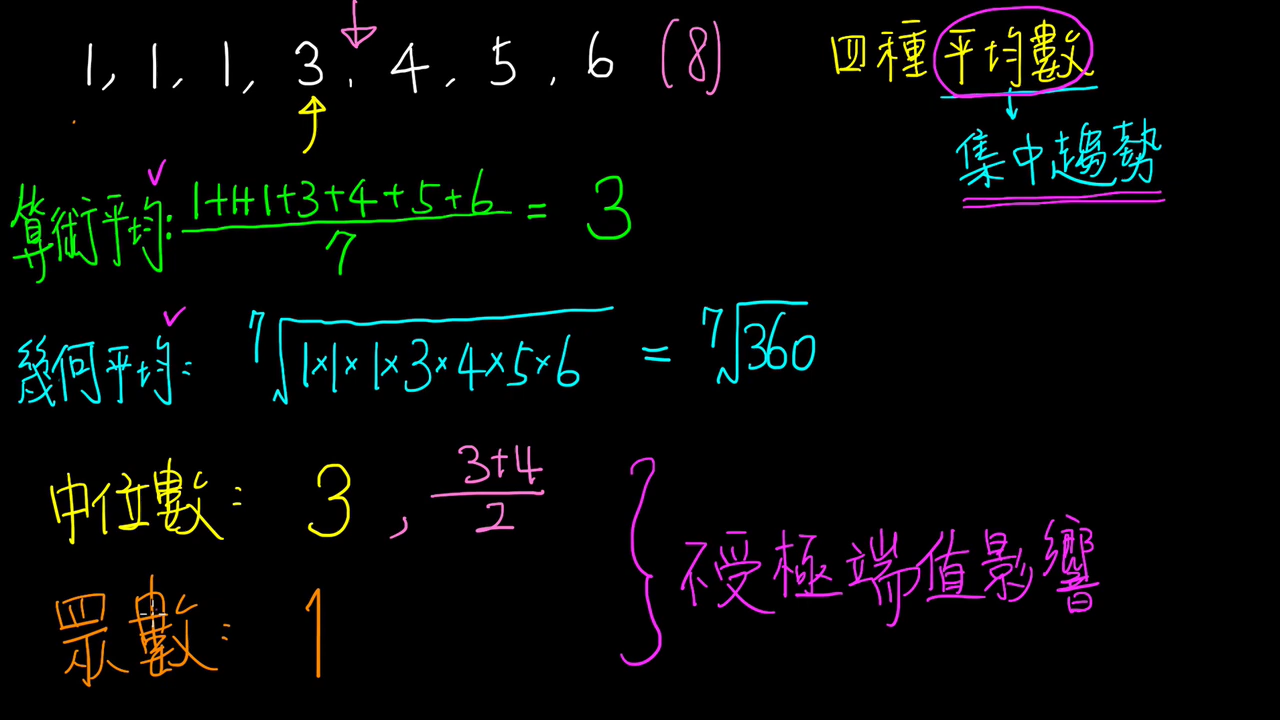 1, 1, 1, 3, 4, 5, 6 (8)
四種平均數
集中趨勢
算術平均: (1+1+1+3+4+5+6)/7 = 3
幾何平均: ⁷√(1×1×1×3×4×5×6) = ⁷√360
中位數: 3, (3+4)/2
眾數: 1
不受極端值影響